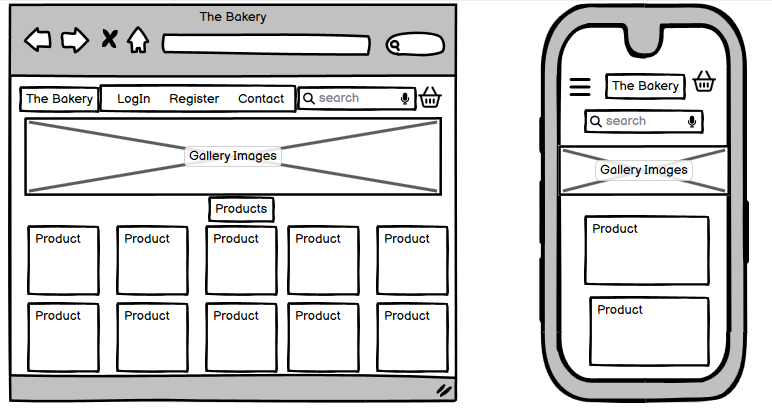 The Bakery
The Bakery LogIn Register Contact search
Gallery Images
Products
Product Product Product Product Product
Product Product Product Product Product
The Bakery
search
Gallery Images
Product
Product